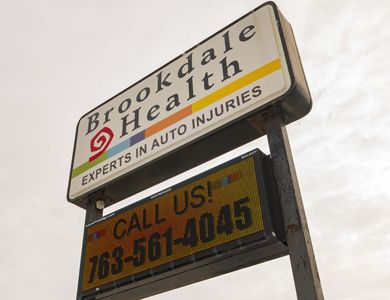 Brookdale
Health
EXPERTS IN AUTO INJURIES
CALL US!
763-561-4045